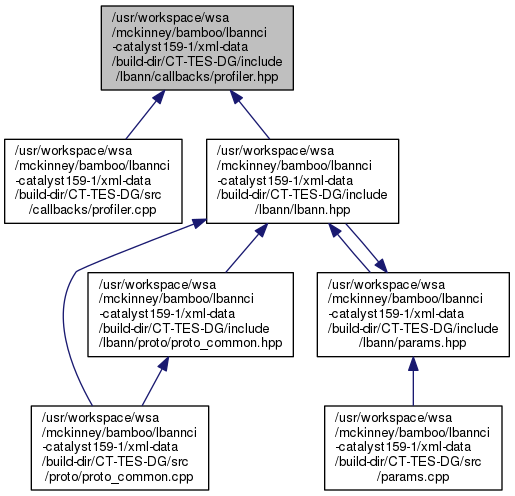 /usr/workspace/wsa
/mckinney/bamboo/lbannci
-catalyst159-1/xml-data
/build-dir/CT-TES-DG/include
/lbann/callbacks/profiler.hpp
/usr/workspace/wsa
/mckinney/bamboo/lbannci
-catalyst159-1/xml-data
/build-dir/CT-TES-DG/src
/callbacks/profiler.cpp
/usr/workspace/wsa
/mckinney/bamboo/lbannci
-catalyst159-1/xml-data
/build-dir/CT-TES-DG/include
/lbann/lbann.hpp
/usr/workspace/wsa
/mckinney/bamboo/lbannci
-catalyst159-1/xml-data
/build-dir/CT-TES-DG/include
/lbann/proto/proto_common.hpp
/usr/workspace/wsa
/mckinney/bamboo/lbannci
-catalyst159-1/xml-data
/build-dir/CT-TES-DG/include
/lbann/params.hpp
/usr/workspace/wsa
/mckinney/bamboo/lbannci
-catalyst159-1/xml-data
/build-dir/CT-TES-DG/src
/proto/proto_common.cpp
/usr/workspace/wsa
/mckinney/bamboo/lbannci
-catalyst159-1/xml-data
/build-dir/CT-TES-DG/src
/params.cpp